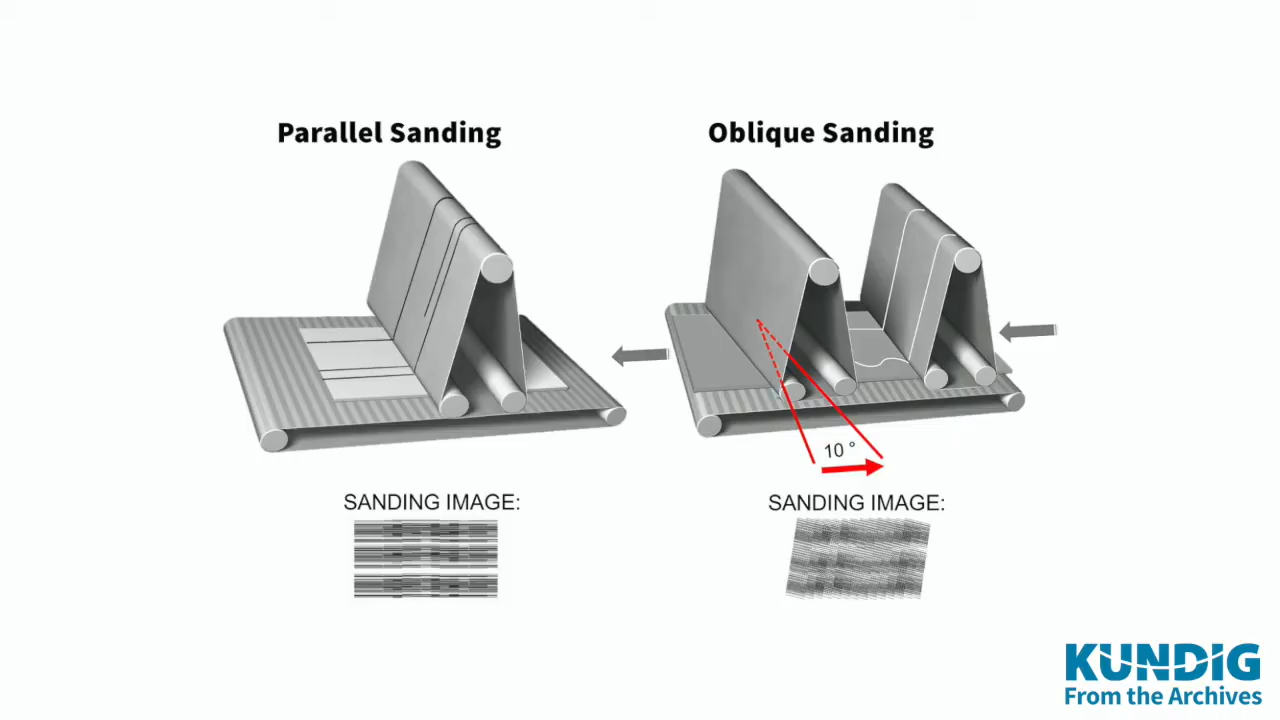 Parallel Sanding
Oblique Sanding
10 °
SANDING IMAGE:
SANDING IMAGE:
KUNDIG
From the Archives